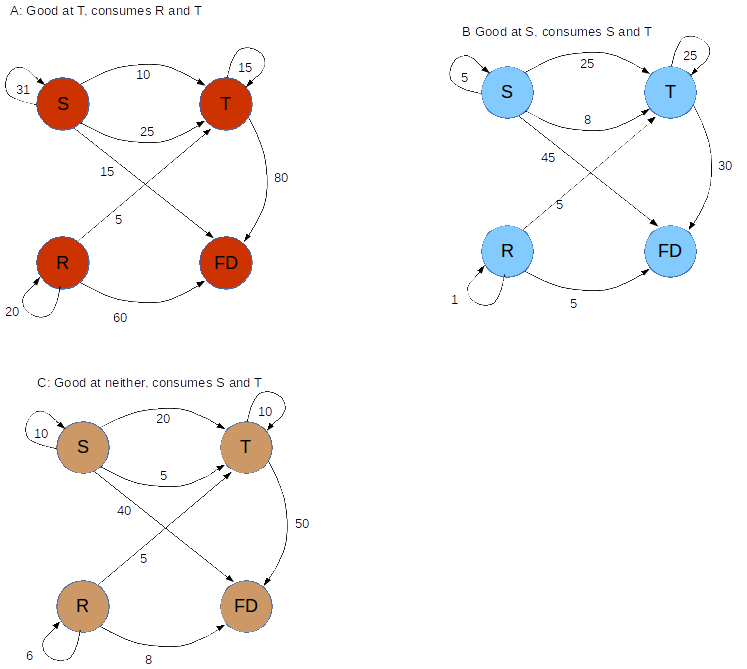 A: Good at T, consumes R and T
31
S
10
T
15
25
15
5
80
R
FD
20
60
B Good at S, consumes S and T
5
S
25
T
25
8
45
5
30
R
FD
1
5
C: Good at neither, consumes S and T
10
S
20
T
10
5
40
5
50
R
FD
6
8